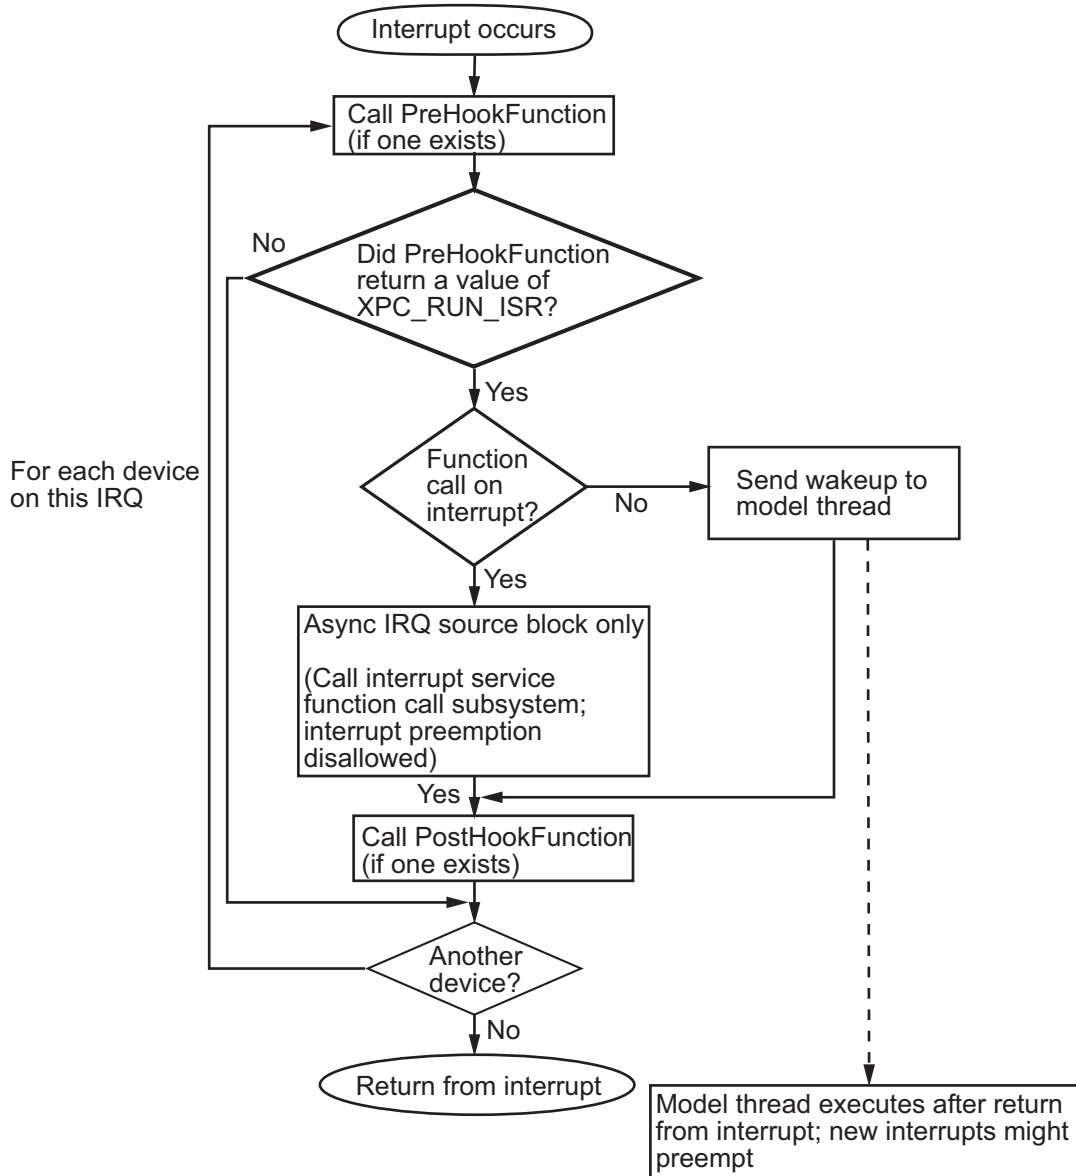 Interrupt occurs
Call PreHookFunction
(if one exists)
No
Did PreHookFunction
return a value of
XPC_RUN_ISR?
Yes
For each device
on this IRQ
Function
call on
interrupt?
No
Send wakeup to
model thread
Yes
Async IRQ source block only
(Call interrupt service
function call subsystem;
interrupt preemption
disallowed)
Yes
Call PostHookFunction
(if one exists)
Another
device?
No
Return from interrupt
Model thread executes after return
from interrupt; new interrupts might
preempt